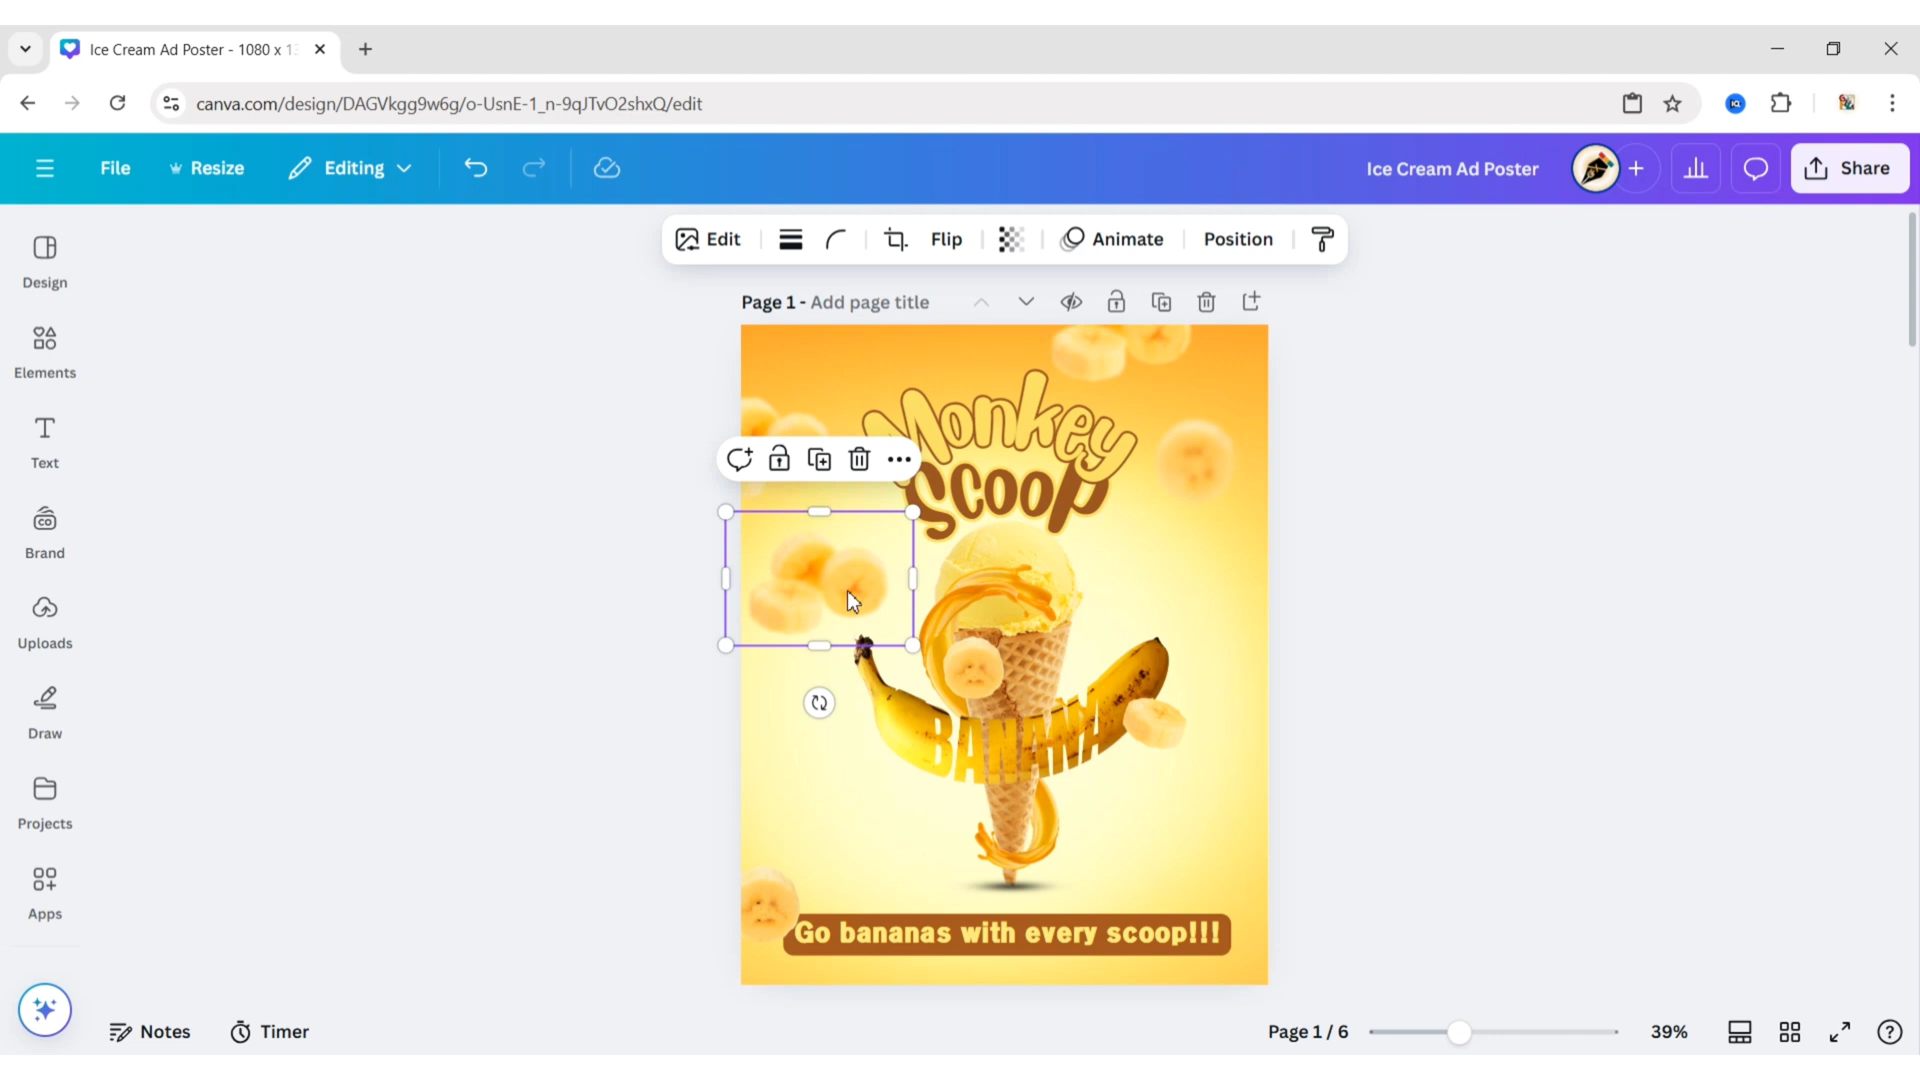 Ice Cream Ad Poster - 1080 x 13
canva.com/design/DAGVkgg9w6g/o-UsnE-1_n-9qJTvO2shxQ/edit
File
Resize
Editing
Ice Cream Ad Poster
Share
Edit
Flip
Animate
Position
Design
Elements
Text
CO
Brand
Uploads
Draw
Projects
Apps
Page 1 - Add page title
Monkey
Scoop
BANANA
Go bananas with every scoop!!!
Notes
Timer
Page 1 / 6
39%